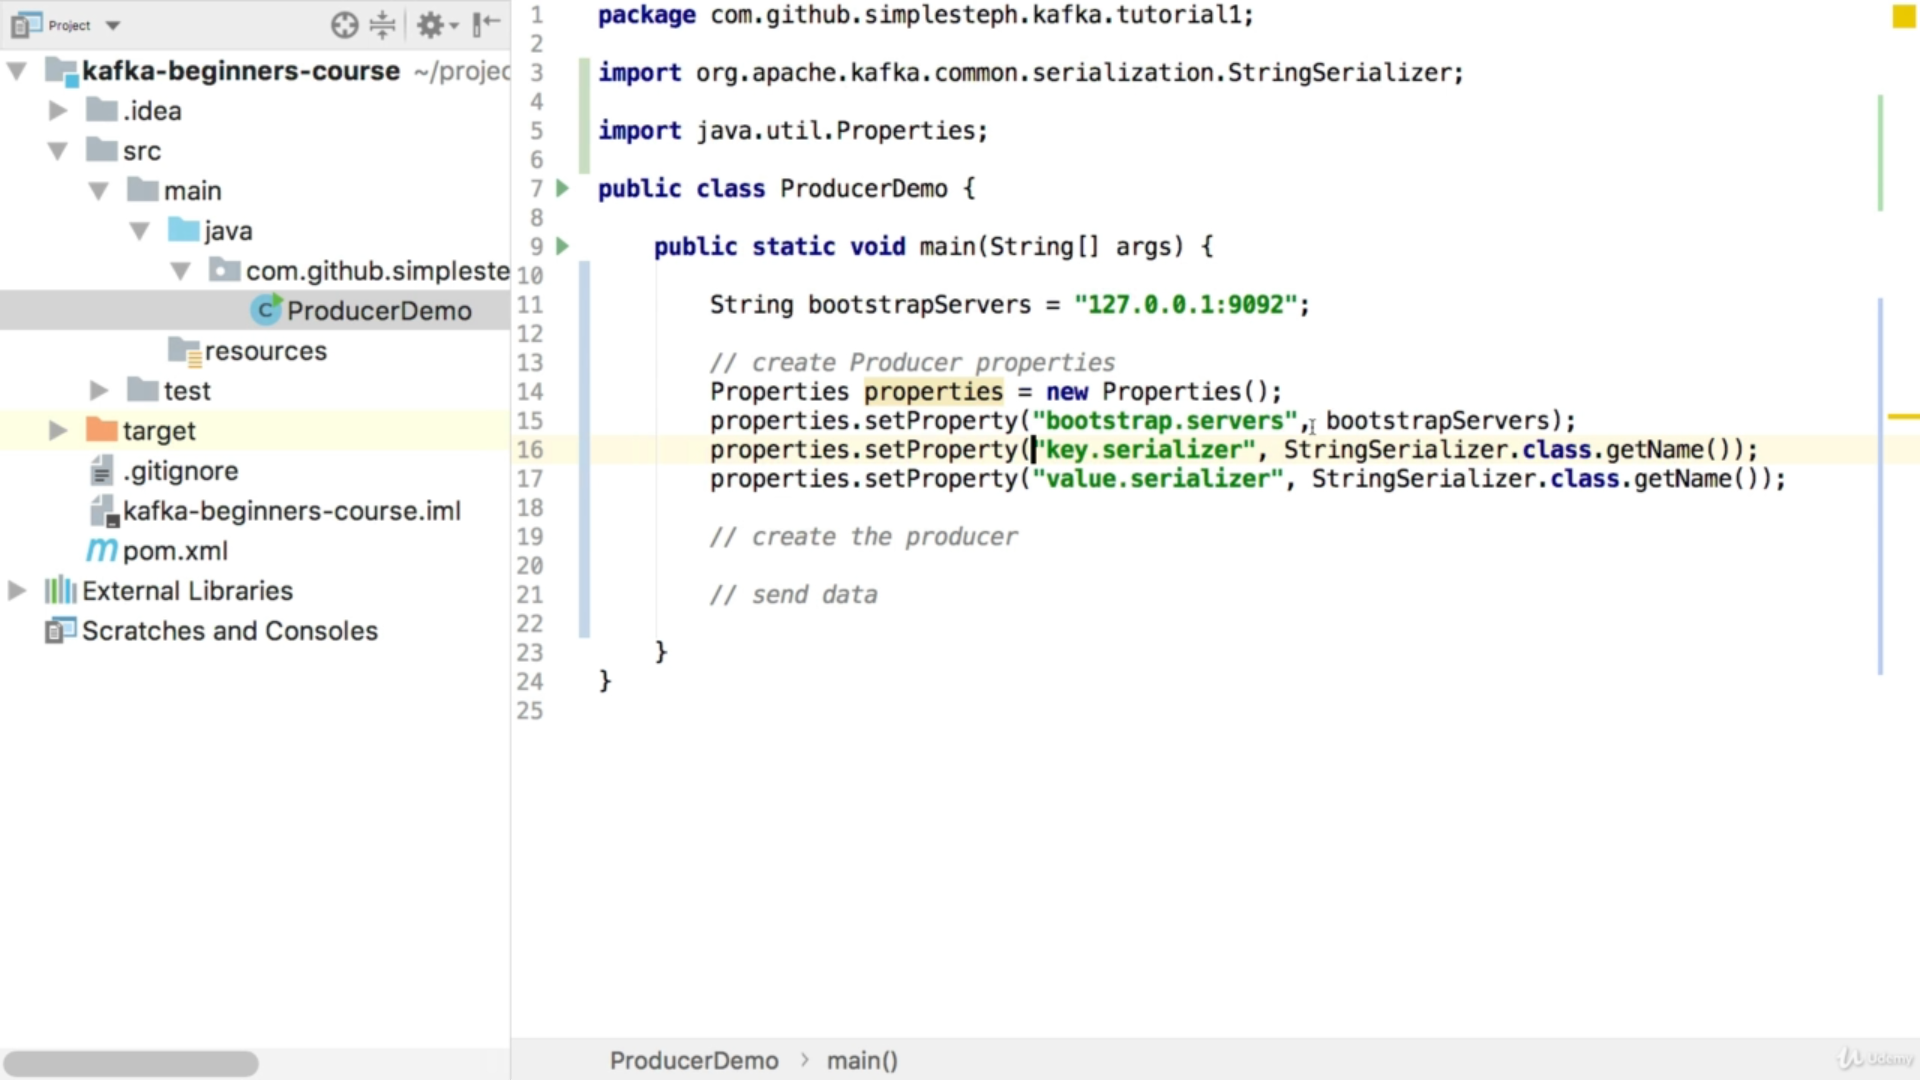 Project
kafka-beginners-course ~/projec
.idea
src
main
java
com.github.simpleste
ProducerDemo
resources
test
target
.gitignore
kafka-beginners-course.iml
pom.xml
External Libraries
Scratches and Consoles
1 package com.github.simplesteph.kafka.tutorial1;
2
3 import org.apache.kafka.common.serialization.StringSerializer;
4
5 import java.util.Properties;
6
7 public class ProducerDemo {
8
9 public static void main(String[] args) {
10
11 String bootstrapServers = "127.0.0.1:9092";
12
13 // create Producer properties
14 Properties properties = new Properties();
15 properties.setProperty("bootstrap.servers", bootstrapServers);
16 properties.setProperty("key.serializer", StringSerializer.class.getName());
17 properties.setProperty("value.serializer", StringSerializer.class.getName());
18
19 // create the producer
20
21 // send data
22
23 }
24 }
25
ProducerDemo > main()
Udemy